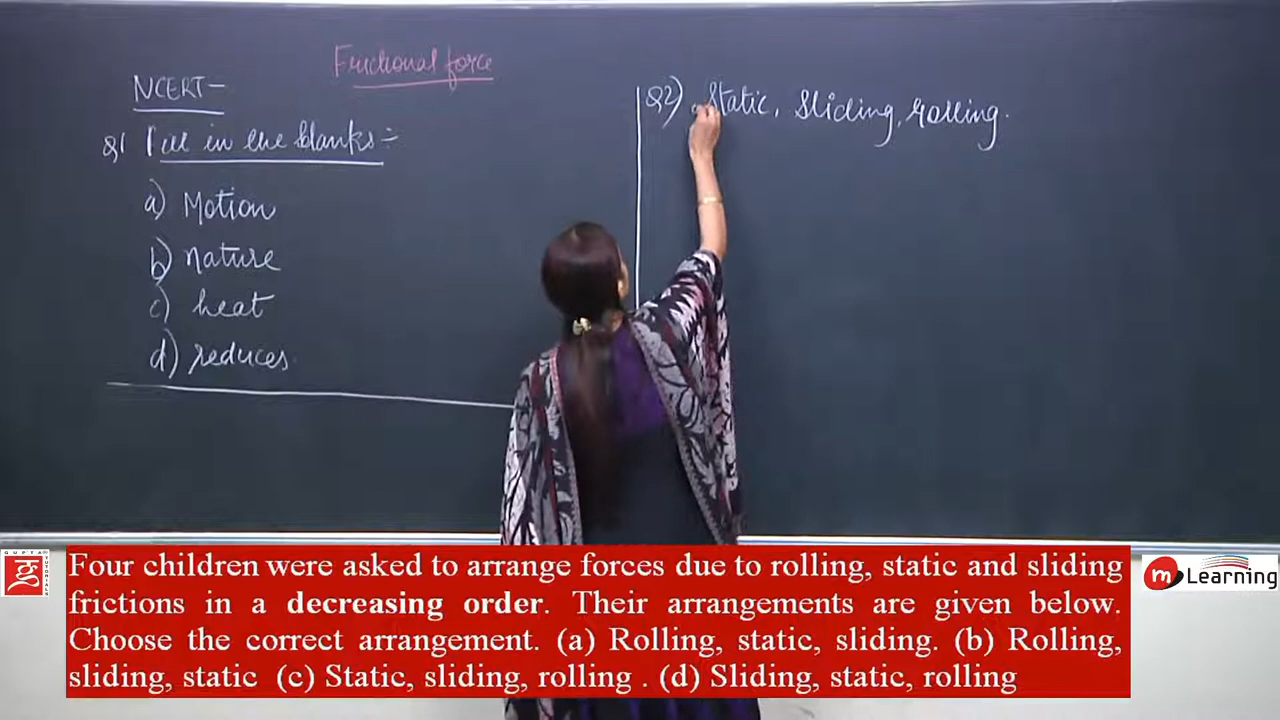 Frictional force
NCERT-
Q1 Fill in the blanks:-
a) Motion
b) nature
c) heat
d) reduces.
Q2) Static, Sliding, rolling.
Four children were asked to arrange forces due to rolling, static and sliding
frictions in a decreasing order. Their arrangements are given below.
Choose the correct arrangement. (a) Rolling, static, sliding. (b) Rolling,
sliding, static (c) Static, sliding, rolling . (d) Sliding, static, rolling
GUPTA
TUTORIALS
m Learning